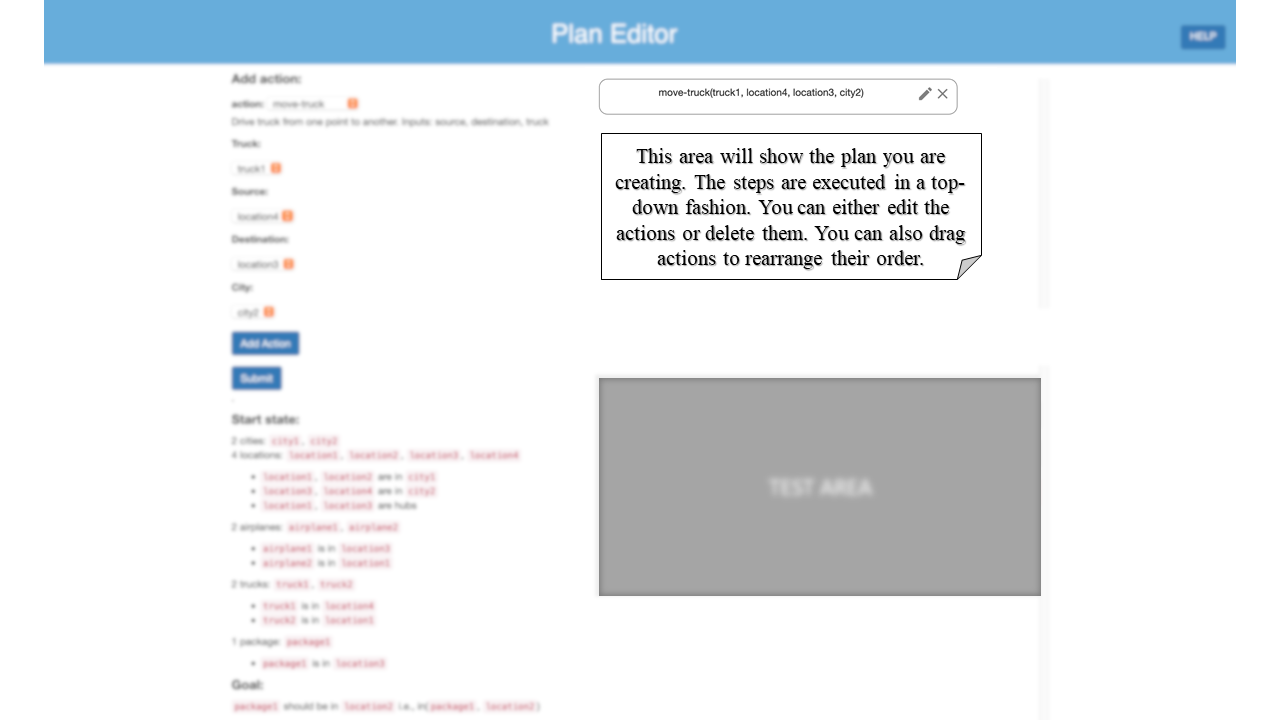 Plan Editor
HELP
Add action:
action: move-truck
Drive truck from one point to another. Inputs: source, destination, truck
Truck:
truck1
Source:
location4
Destination:
location3
City:
city2
Add Action
Submit
Start state:
2 cities: city1, city2
4 locations: location1, location2, location3, location4
• location1, location2 are in city1
• location3, location4 are in city2
• location1, location3 are hubs
2 airplanes: airplane1, airplane2
• airplane1 is in location3
• airplane2 is in location1
2 trucks: truck1, truck2
• truck1 is in location4
• truck2 is in location1
1 package: package1
• package1 is in location3
Goal:
package1 should be in location2 i.e., in(package1, location2)
move-truck(truck1, location4, location3, city2)
This area will show the plan you are
creating. The steps are executed in a top-
down fashion. You can either edit the
actions or delete them. You can also drag
actions to rearrange their order.
TEST AREA